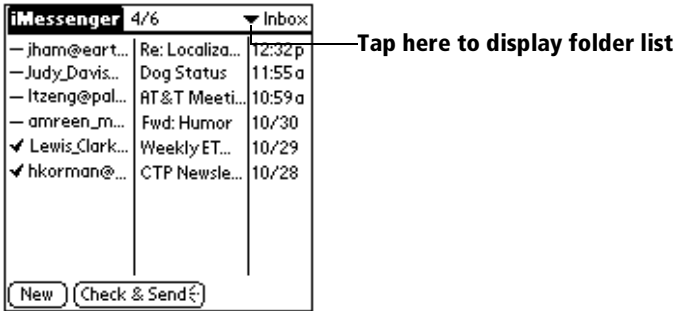 iMessenger 4/6 Inbox
Tap here to display folder list
– jham@eart... Re: Localiza... 12:32p
– Judy_Davis... Dog Status 11:55a
– ltzeng@pal... AT&T Meeti... 10:59a
– amreen_m... Fwd: Humor 10/30
✓ Lewis_Clark... Weekly ET... 10/29
✓ hkorman@... CTP Newsle... 10/28
New Check & Send